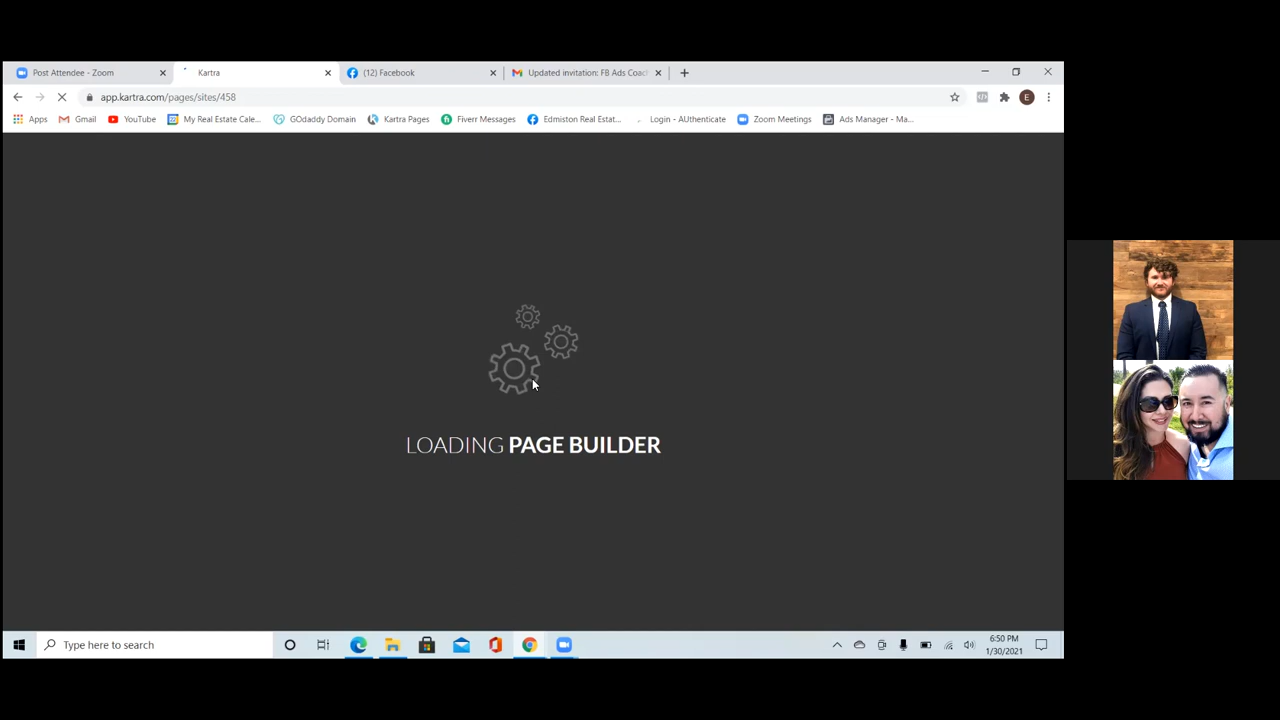 Post Attendee - Zoom
Kartra
(12) Facebook
Updated invitation: FB Ads Coac
app.kartra.com/pages/sites/458
E
Apps
Gmail
YouTube
My Real Estate Cale...
GOdaddy Domain
Kartra Pages
Fiverr Messages
Edmiston Real Estat...
Login - AUthenticate
Zoom Meetings
Ads Manager - Ma...
LOADING PAGE BUILDER
Type here to search
6:50 PM
1/30/2021